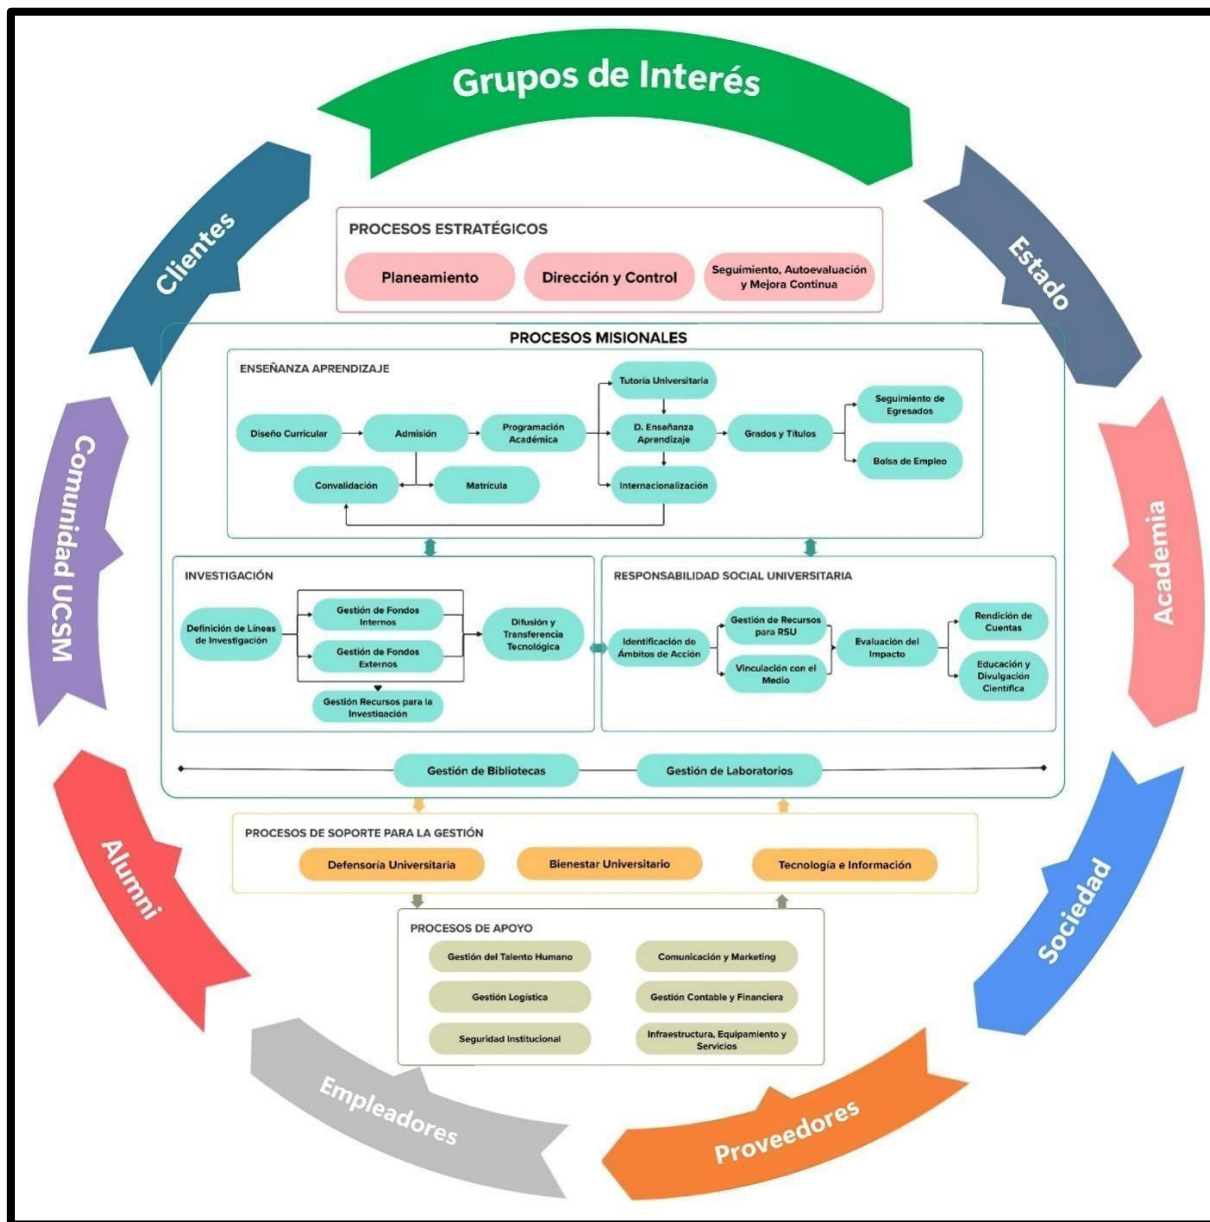 Grupos de Interés
Clientes
Estado
PROCESOS ESTRATÉGICOS
Planeamiento
Dirección y Control
Seguimiento, Autoevaluación
y Mejora Continua
PROCESOS MISIONALES
ENSEÑANZA APRENDIZAJE
Tutoría Universitaria
Seguimiento de
Egresados
Diseño Curricular
Admisión
Programación
Académica
D. Enseñanza
Aprendizaje
Grados y Títulos
Bolsa de Empleo
Convalidación
Matrícula
Internacionalización
Comunidad UCSM
Academia
INVESTIGACIÓN
Definición de Líneas
de Investigación
Gestión de Fondos
Internos
Gestión de Fondos
Externos
Difusión y
Transferencia
Tecnológica
Gestión Recursos para la
Investigación
RESPONSABILIDAD SOCIAL UNIVERSITARIA
Identificación de
Ámbitos de Acción
Gestión de Recursos
para RSU
Vinculación con el
Medio
Evaluación del
Impacto
Rendición de
Cuentas
Educación y
Divulgación
Científica
Gestión de Bibliotecas
Gestión de Laboratorios
PROCESOS DE SOPORTE PARA LA GESTIÓN
Defensoría Universitaria
Bienestar Universitario
Tecnología e Información
Alumni
Sociedad
PROCESOS DE APOYO
Gestión del Talento Humano
Comunicación y Marketing
Gestión Logística
Gestión Contable y Financiera
Seguridad Institucional
Infraestructura, Equipamiento y
Servicios
Empleadores
Proveedores